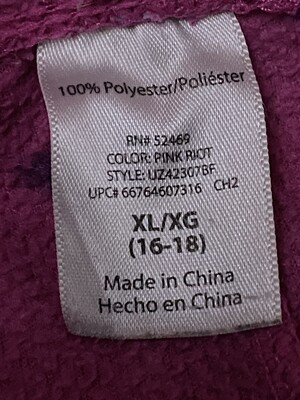 100% Polyester/Poliéster
RN# 52469
COLOR: PINK RIOT
STYLE: UZ42307BF
UPC# 66764607316 CH2
XL/XG
(16-18)
Made in China
Hecho en China